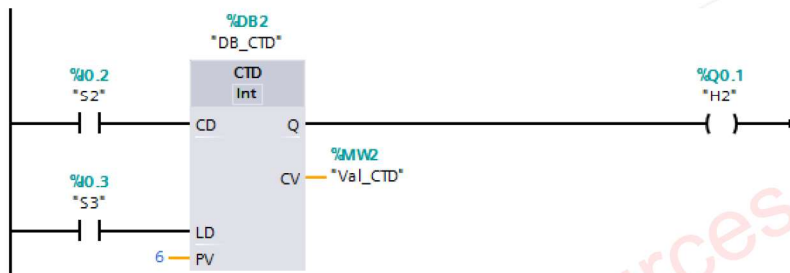 %DB2
"DB_CTD"
%I0.2
"S2"
CTD
Int
%Q0.1
"H2"
CD
Q
%MW2
CV
"Val_CTD"
%I0.3
"S3"
LD
6
PV